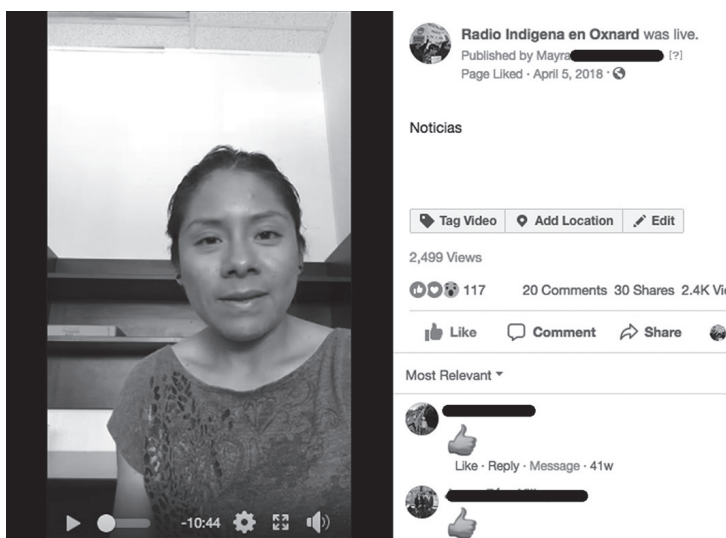 Radio Indigena en Oxnard was live.
Published by Mayra [?]
Page Liked · April 5, 2018 ·
Noticias
Tag Video Add Location Edit
2,499 Views
117 20 Comments 30 Shares 2.4K Vie
Like Comment Share
Most Relevant
Like · Reply · Message · 41w
-10:44